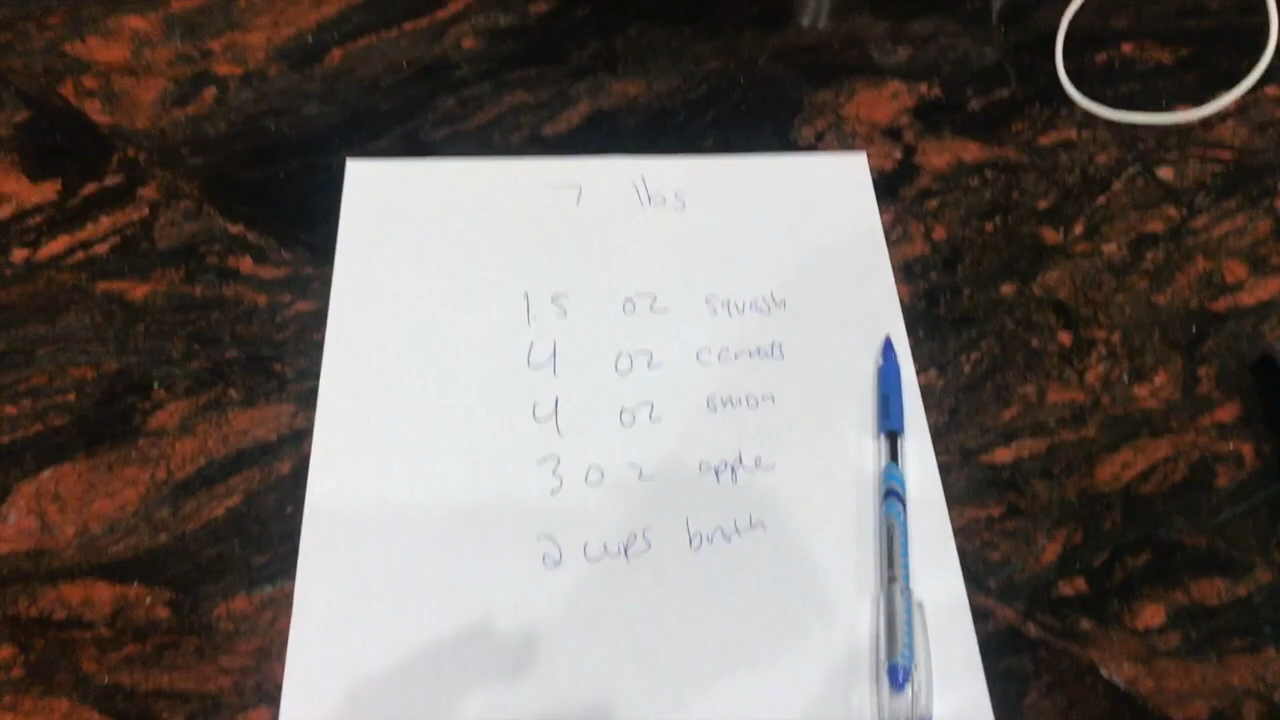 7 lbs
1.5 oz squash
4 oz carrots
4 oz onion
3 oz apple
2 cups broth